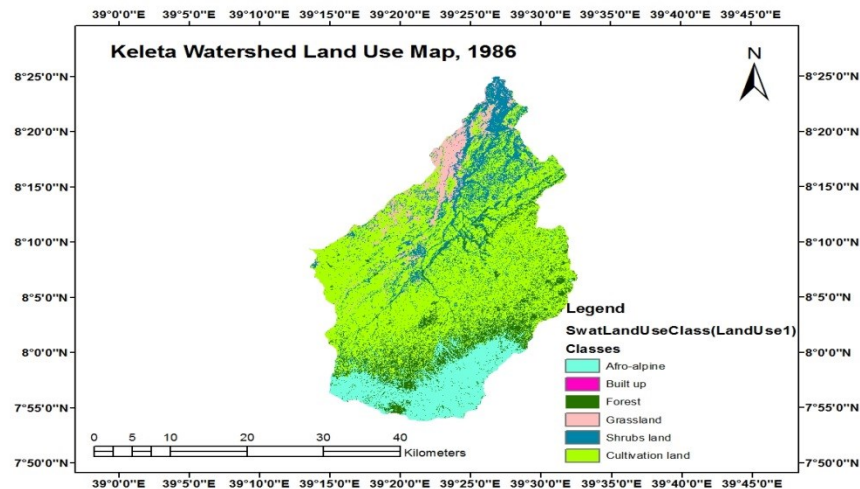 39°0'0"E 39°5'0"E 39°10'0"E 39°15'0"E 39°20'0"E 39°25'0"E 39°30'0"E 39°35'0"E 39°40'0"E 39°45'0"E
Keleta Watershed Land Use Map, 1986
N
8°25'0"N 8°25'0"N
8°20'0"N 8°20'0"N
8°15'0"N 8°15'0"N
8°10'0"N 8°10'0"N
8°5'0"N 8°5'0"N
Legend
SwatLandUseClass(LandUse1)
8°0'0"N Classes 8°0'0"N
Afro-alpine
Built up
7°55'0"N Forest 7°55'0"N
Grassland
0 5 10 20 30 40 Shrubs land
Kilometers Cultivation land
7°50'0"N 7°50'0"N
39°0'0"E 39°5'0"E 39°10'0"E 39°15'0"E 39°20'0"E 39°25'0"E 39°30'0"E 39°35'0"E 39°40'0"E 39°45'0"E